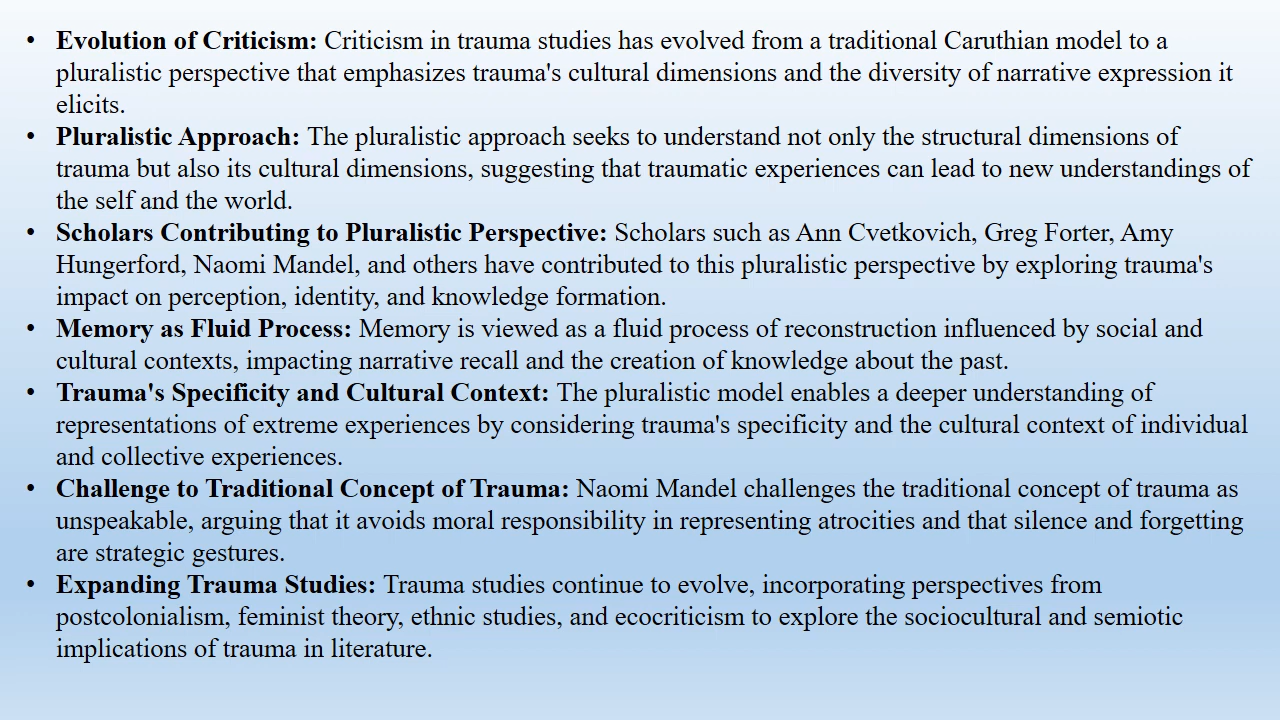 • Evolution of Criticism: Criticism in trauma studies has evolved from a traditional Caruthian model to a
pluralistic perspective that emphasizes trauma's cultural dimensions and the diversity of narrative expression it
elicits.
• Pluralistic Approach: The pluralistic approach seeks to understand not only the structural dimensions of
trauma but also its cultural dimensions, suggesting that traumatic experiences can lead to new understandings of
the self and the world.
• Scholars Contributing to Pluralistic Perspective: Scholars such as Ann Cvetkovich, Greg Forter, Amy
Hungerford, Naomi Mandel, and others have contributed to this pluralistic perspective by exploring trauma's
impact on perception, identity, and knowledge formation.
• Memory as Fluid Process: Memory is viewed as a fluid process of reconstruction influenced by social and
cultural contexts, impacting narrative recall and the creation of knowledge about the past.
• Trauma's Specificity and Cultural Context: The pluralistic model enables a deeper understanding of
representations of extreme experiences by considering trauma's specificity and the cultural context of individual
and collective experiences.
• Challenge to Traditional Concept of Trauma: Naomi Mandel challenges the traditional concept of trauma as
unspeakable, arguing that it avoids moral responsibility in representing atrocities and that silence and forgetting
are strategic gestures.
• Expanding Trauma Studies: Trauma studies continue to evolve, incorporating perspectives from
postcolonialism, feminist theory, ethnic studies, and ecocriticism to explore the sociocultural and semiotic
implications of trauma in literature.